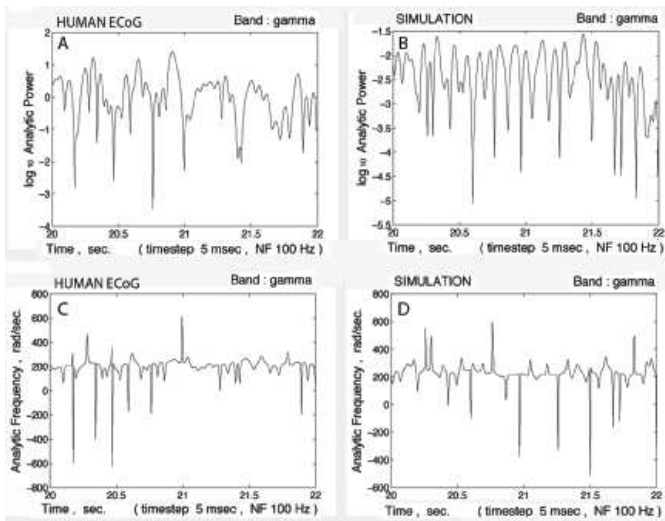 HUMAN ECoG Band : gamma
A
2
1
0
-1
-2
-3
-4
log 10 Analytic Power
20 20.5 21 21.5 22
Time , sec. ( timestep 5 msec , NF 100 Hz )
SIMULATION Band : gamma
B
-1.5
-2
-2.5
-3
-3.5
-4
-4.5
-5
-5.5
log 10 Analytic Power
20 20.5 21 21.5 22
Time , sec. ( timestep 5 msec , NF 100 Hz )
HUMAN ECoG Band : gamma
C
800
600
400
200
0
-200
-400
-600
-800
Analytic Frequency , rad/sec.
20 20.5 21 21.5 22
Time , sec. ( timestep 5 msec , NF 100 Hz )
SIMULATION Band : gamma
D
800
600
400
200
0
-200
-400
-600
-800
Analytic Frequency , rad/sec.
20 20.5 21 21.5 22
Time , sec. ( timestep 5 msec , NF 100 Hz )